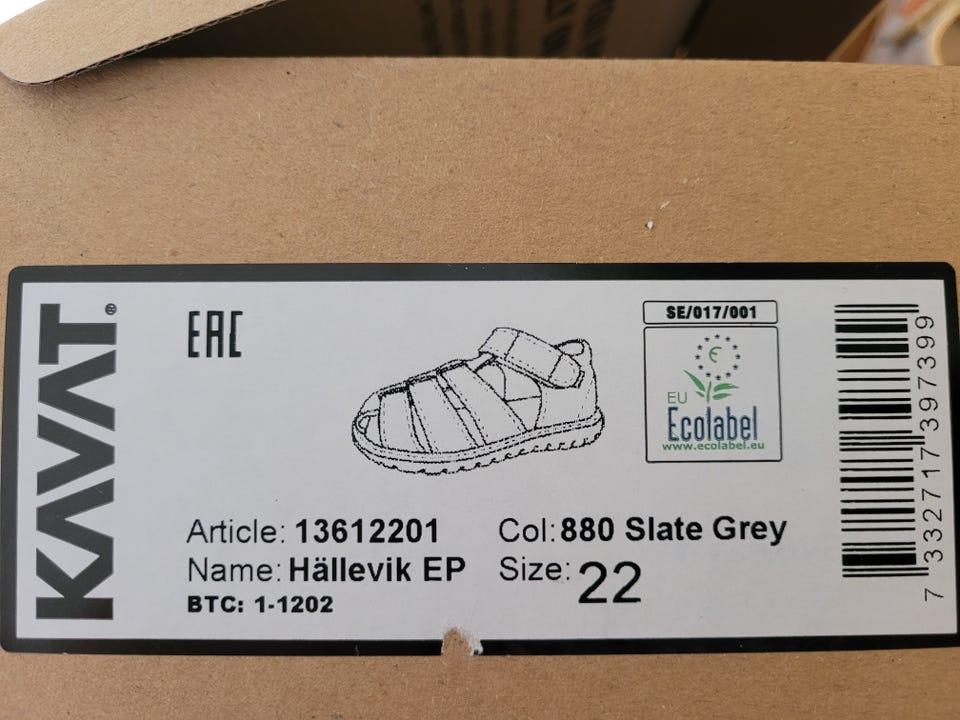 KAVAT®
EAC
SE/017/001
EU
Ecolabel
www.ecolabel.eu
Article: 13612201
Name: Hällevik EP
BTC: 1-1202
Col: 880 Slate Grey
Size: 22
7 332717 397399